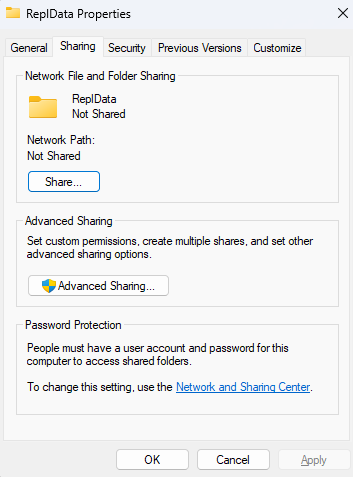 ReplData Properties
General
Sharing
Security
Previous Versions
Customize
Network File and Folder Sharing
ReplData
Not Shared
Network Path:
Not Shared
Share...
Advanced Sharing
Set custom permissions, create multiple shares, and set other
advanced sharing options.
Advanced Sharing...
Password Protection
People must have a user account and password for this
computer to access shared folders.
To change this setting, use the Network and Sharing Center.
OK
Cancel
Apply